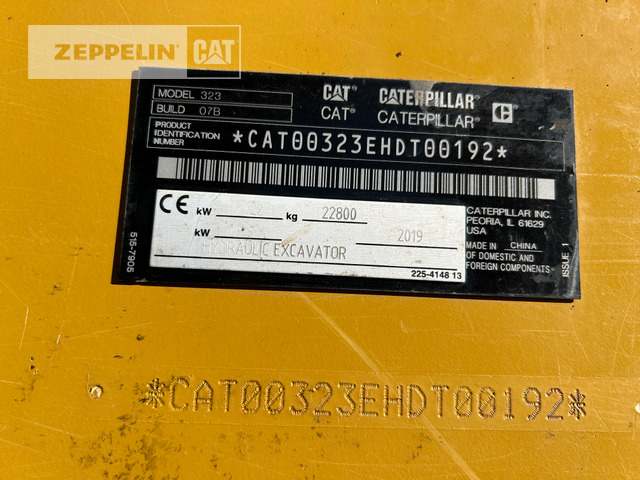 ZEPPELIN CAT
MODEL 323
BUILD 07B
CAT CATERPILLAR
CAT® CATERPILLAR®
PRODUCT
IDENTIFICATION
NUMBER
*CAT00323EHDT00192*
CE kW 22 kg 22800
kW 2019
HYDRAULIC EXCAVATOR
225-4148 13
CATERPILLAR INC.
PEORIA, IL 61629
USA
MADE IN CHINA
OF DOMESTIC AND
FOREIGN COMPONENTS
ISSUE 1
515-7905
*CAT00323EHDT00192*